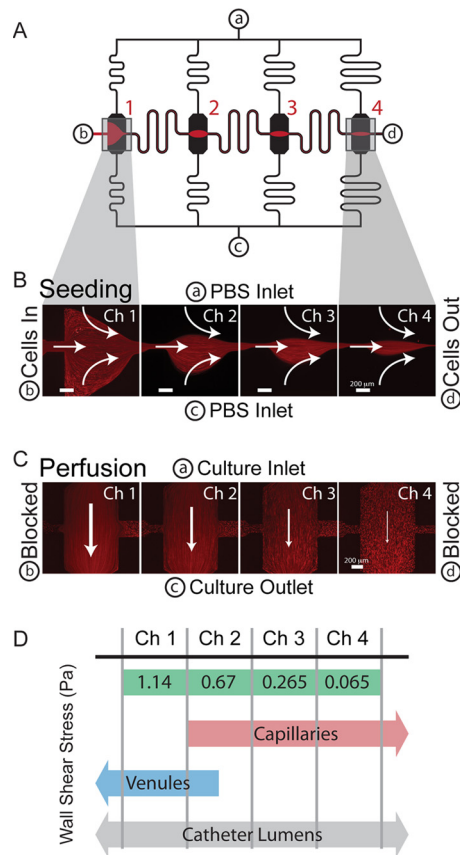 A
a
1
2
3
4
b
d
c
B
Seeding
a PBS Inlet
b Cells In
Ch 1
Ch 2
Ch 3
Ch 4
200 μm
d Cells Out
c PBS Inlet
C
Perfusion
a Culture Inlet
b Blocked
Ch 1
Ch 2
Ch 3
Ch 4
200 μm
d Blocked
c Culture Outlet
D
Ch 1 Ch 2 Ch 3 Ch 4
Wall Shear Stress (Pa)
1.14 0.67 0.265 0.065
Capillaries
Venules
Catheter Lumens